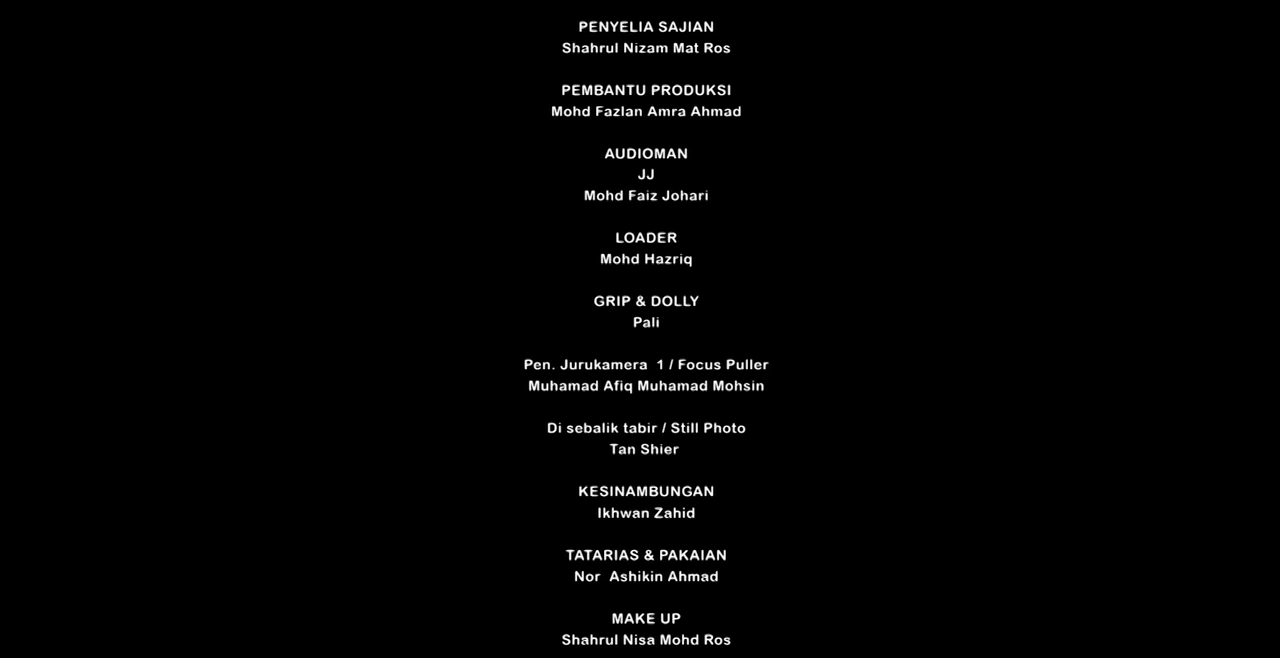 PENYELIA SAJIAN
Shahrul Nizam Mat Ros
PEMBANTU PRODUKSI
Mohd Fazlan Amra Ahmad
AUDIOMAN
JJ
Mohd Faiz Johari
LOADER
Mohd Hazriq
GRIP & DOLLY
Pali
Pen. Jurukamera  1 / Focus Puller
Muhamad Afiq Muhamad Mohsin
Di sebalik tabir / Still Photo
Tan Shier
KESINAMBUNGAN
Ikhwan Zahid
TATARIAS & PAKAIAN
Nor  Ashikin Ahmad
MAKE UP
Shahrul Nisa Mohd Ros